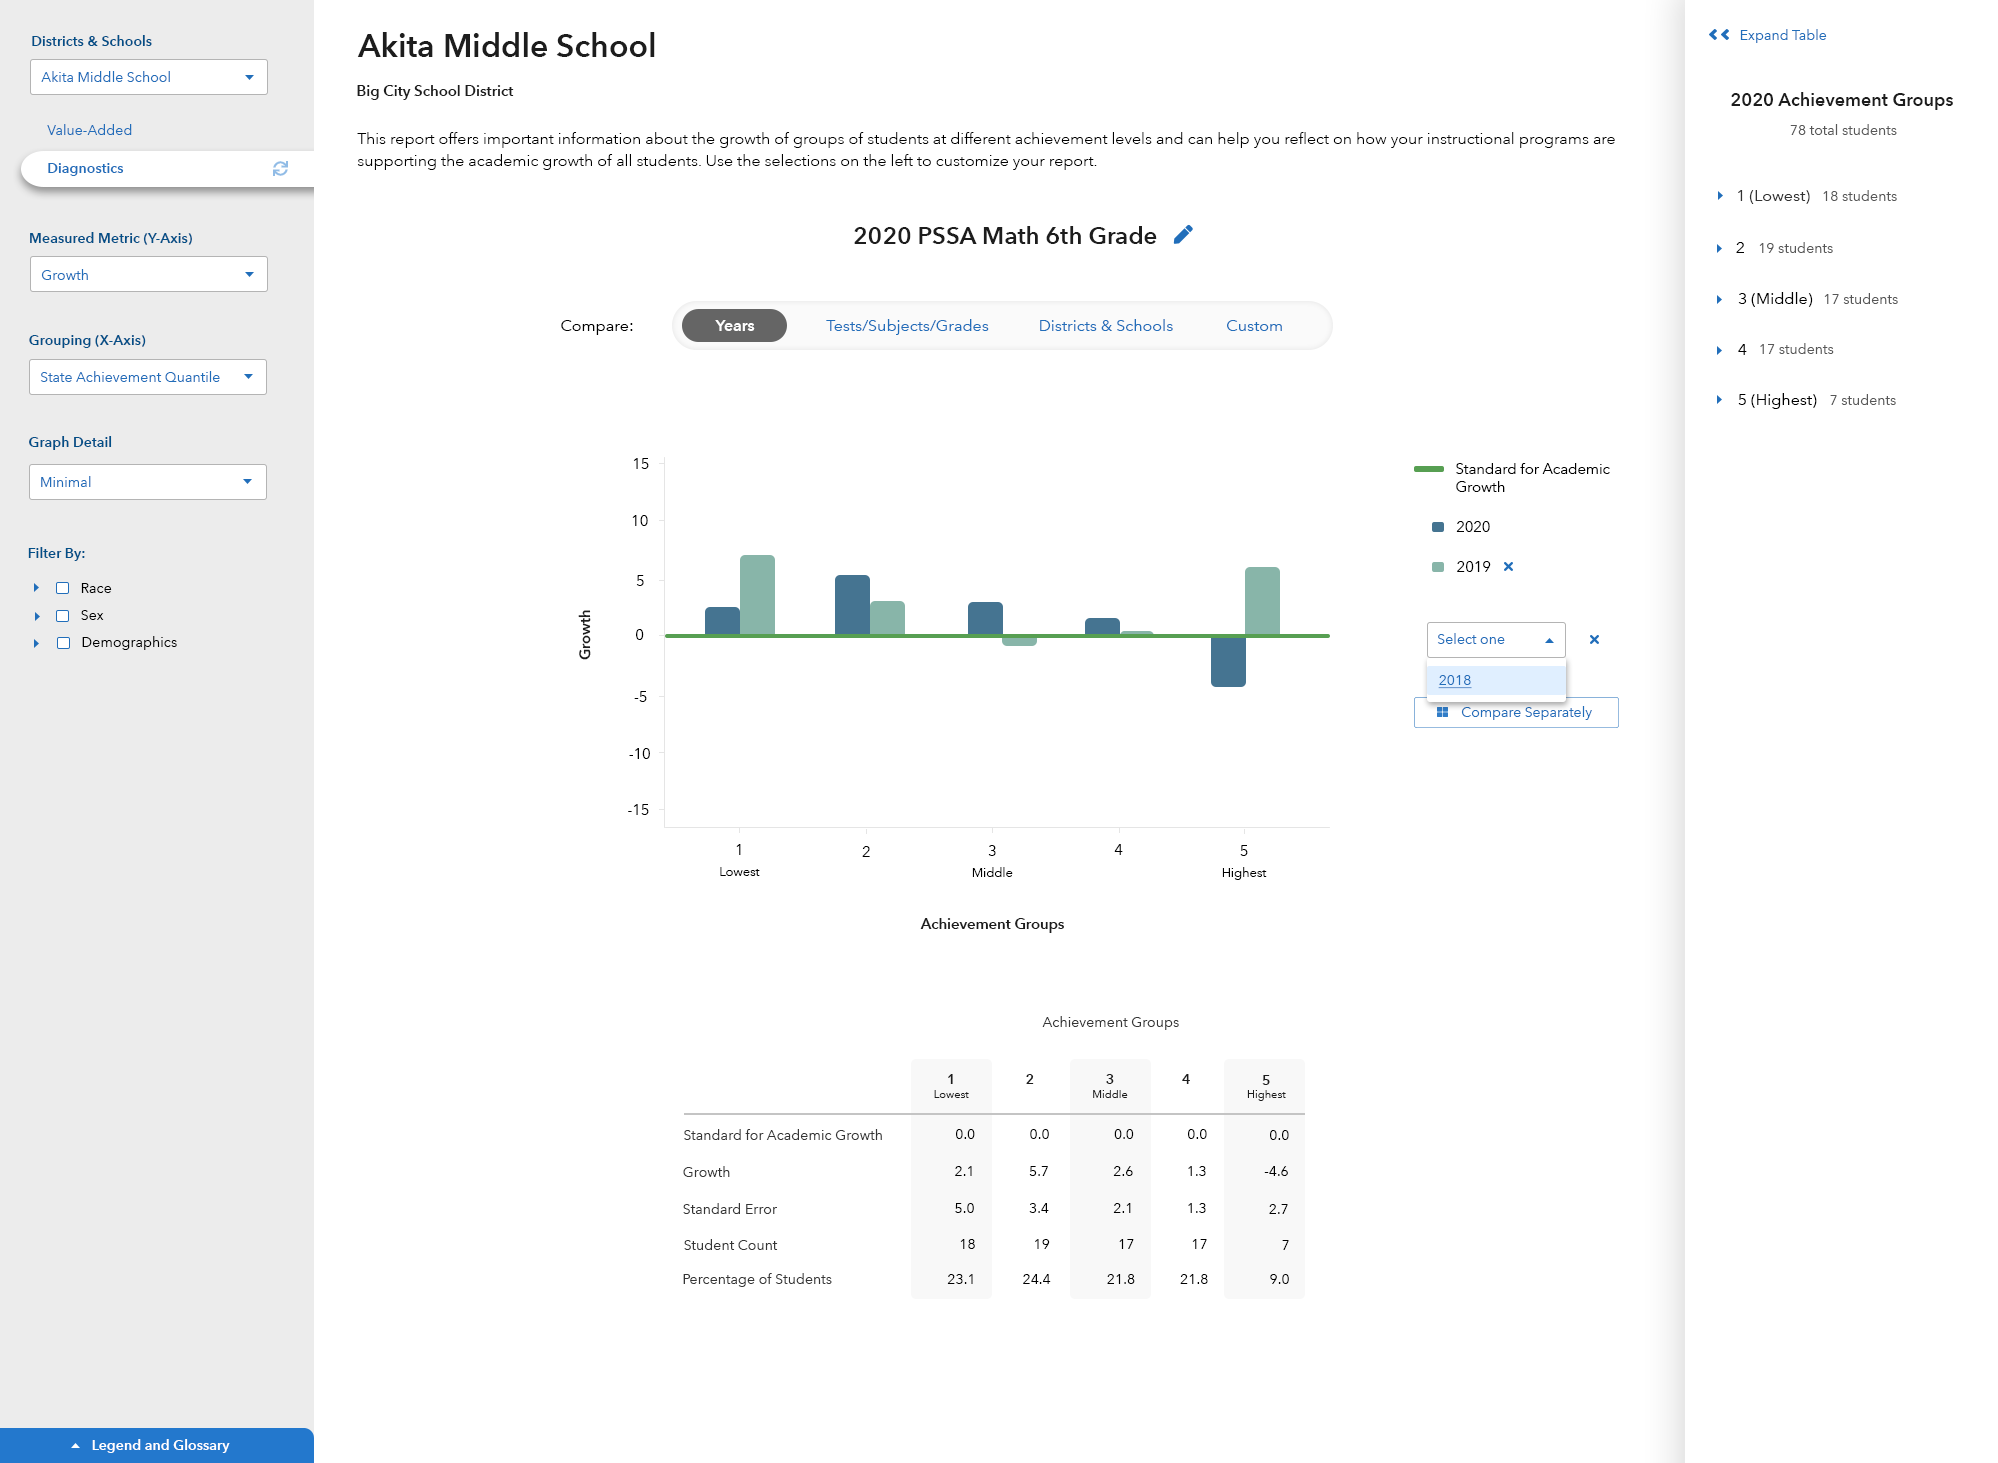 Districts & Schools
Akita Middle School
Value-Added
Diagnostics
Measured Metric (Y-Axis)
Growth
Grouping (X-Axis)
State Achievement Quantile
Graph Detail
Minimal
Filter By:
Race
Sex
Demographics
Legend and Glossary
Akita Middle School
Big City School District
This report offers important information about the growth of groups of students at different achievement levels and can help you reflect on how your instructional programs are
supporting the academic growth of all students. Use the selections on the left to customize your report.
2020 PSSA Math 6th Grade
Compare: Years Tests/Subjects/Grades Districts & Schools Custom
Growth
15
10
5
0
-5
-10
-15
1 2 3 4 5
Lowest Middle Highest
Achievement Groups
Standard for Academic
Growth
2020
2019
Select one
2018
Compare Separately
Achievement Groups
1 2 3 4 5
Lowest Middle Highest
Standard for Academic Growth 0.0 0.0 0.0 0.0 0.0
Growth 2.1 5.7 2.6 1.3 -4.6
Standard Error 5.0 3.4 2.1 1.3 2.7
Student Count 18 19 17 17 7
Percentage of Students 23.1 24.4 21.8 21.8 9.0
Expand Table
2020 Achievement Groups
78 total students
1 (Lowest) 18 students
2 19 students
3 (Middle) 17 students
4 17 students
5 (Highest) 7 students